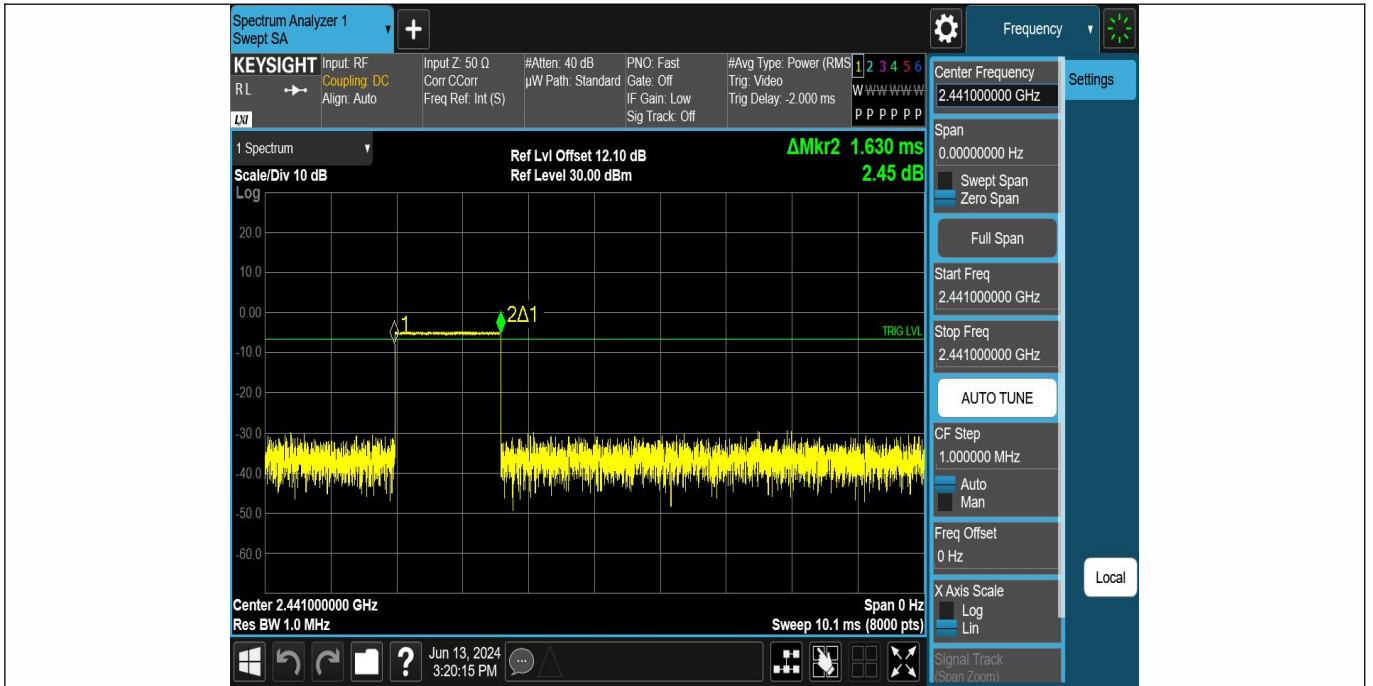 Spectrum Analyzer 1
Swept SA
Frequency
KEYSIGHT
RL
LXI
Input: RF
Coupling: DC
Align: Auto
Input Z: 50 Ω
Corr CCorr
Freq Ref: Int (S)
#Atten: 40 dB
µW Path: Standard
PNO: Fast
Gate: Off
IF Gain: Low
Sig Track: Off
#Avg Type: Power (RMS
Trig: Video
Trig Delay: -2.000 ms
1 2 3 4 5 6
W W W W W W
P P P P P P
1 Spectrum
Scale/Div 10 dB
Ref Lvl Offset 12.10 dB
Ref Level 30.00 dBm
ΔMkr2 1.630 ms
2.45 dB
Log
20.0
10.0
0.00
-10.0
-20.0
-30.0
-40.0
-50.0
-60.0
1
2Δ1
TRIG LVL
Center 2.441000000 GHz
Res BW 1.0 MHz
Span 0 Hz
Sweep 10.1 ms (8000 pts)
Center Frequency
2.441000000 GHz
Settings
Span
0.00000000 Hz
Swept Span
Zero Span
Full Span
Start Freq
2.441000000 GHz
Stop Freq
2.441000000 GHz
AUTO TUNE
CF Step
1.000000 MHz
Auto
Man
Freq Offset
0 Hz
X Axis Scale
Log
Lin
Signal Track
(Span Zoom)
Local
?
Jun 13, 2024
3:20:15 PM